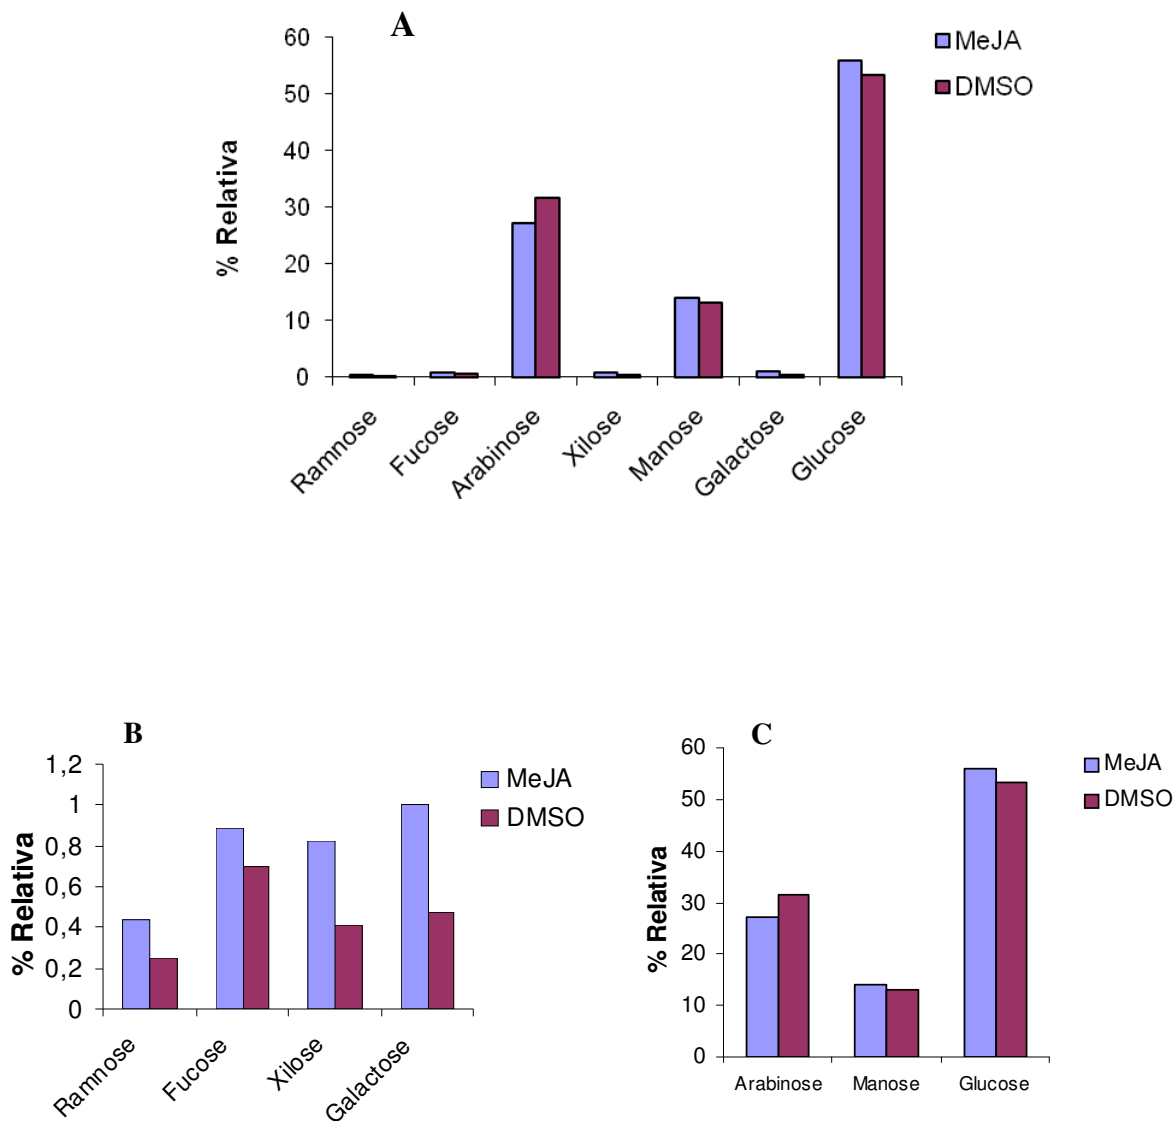 A
MeJA
DMSO
% Relativa
60
50
40
30
20
10
0
Ramnose
Fucose
Arabinose
Xilose
Manose
Galactose
Glucose
B
MeJA
DMSO
% Relativa
1,2
1
0,8
0,6
0,4
0,2
0
Ramnose
Fucose
Xilose
Galactose
C
MeJA
DMSO
% Relativa
60
50
40
30
20
10
0
Arabinose
Manose
Glucose